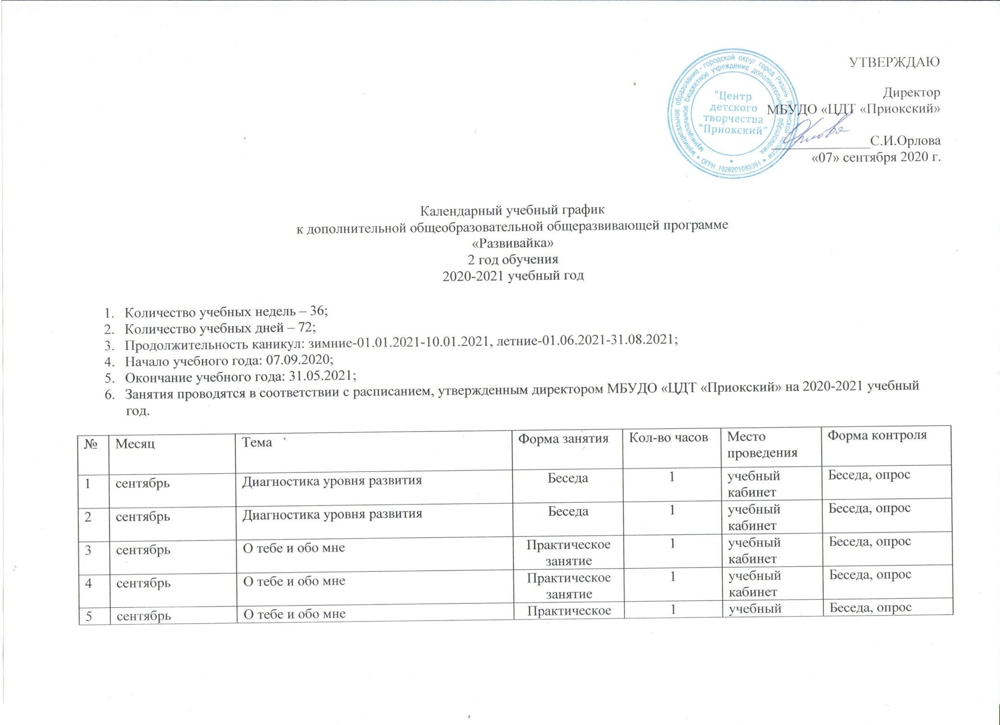 УТВЕРЖДАЮ
Директор
МБУДО «ЦДТ «Приокский»
С.И.Орлова
«07» сентября 2020 г.
муниципальное образование - городской округ город Рязань Рязанской области • ОГРН 1026201083391 •
муниципальное бюджетное учреждение дополнительного образования
"Центр
детского
творчества
"Приокский"
Календарный учебный график
к дополнительной общеобразовательной общеразвивающей программе
«Развивайка»
2 год обучения
2020-2021 учебный год
1. Количество учебных недель – 36;
2. Количество учебных дней – 72;
3. Продолжительность каникул: зимние-01.01.2021-10.01.2021, летние-01.06.2021-31.08.2021;
4. Начало учебного года: 07.09.2020;
5. Окончание учебного года: 31.05.2021;
6. Занятия проводятся в соответствии с расписанием, утвержденным директором МБУДО «ЦДТ «Приокский» на 2020-2021 учебный
год.
№ Месяц Тема Форма занятия Кол-во часов Место
проведения Форма контроля
1 сентябрь Диагностика уровня развития Беседа 1 учебный
кабинет Беседа, опрос
2 сентябрь Диагностика уровня развития Беседа 1 учебный
кабинет Беседа, опрос
3 сентябрь О тебе и обо мне Практическое
занятие 1 учебный
кабинет Беседа, опрос
4 сентябрь О тебе и обо мне Практическое
занятие 1 учебный
кабинет Беседа, опрос
5 сентябрь О тебе и обо мне Практическое 1 учебный Беседа, опрос